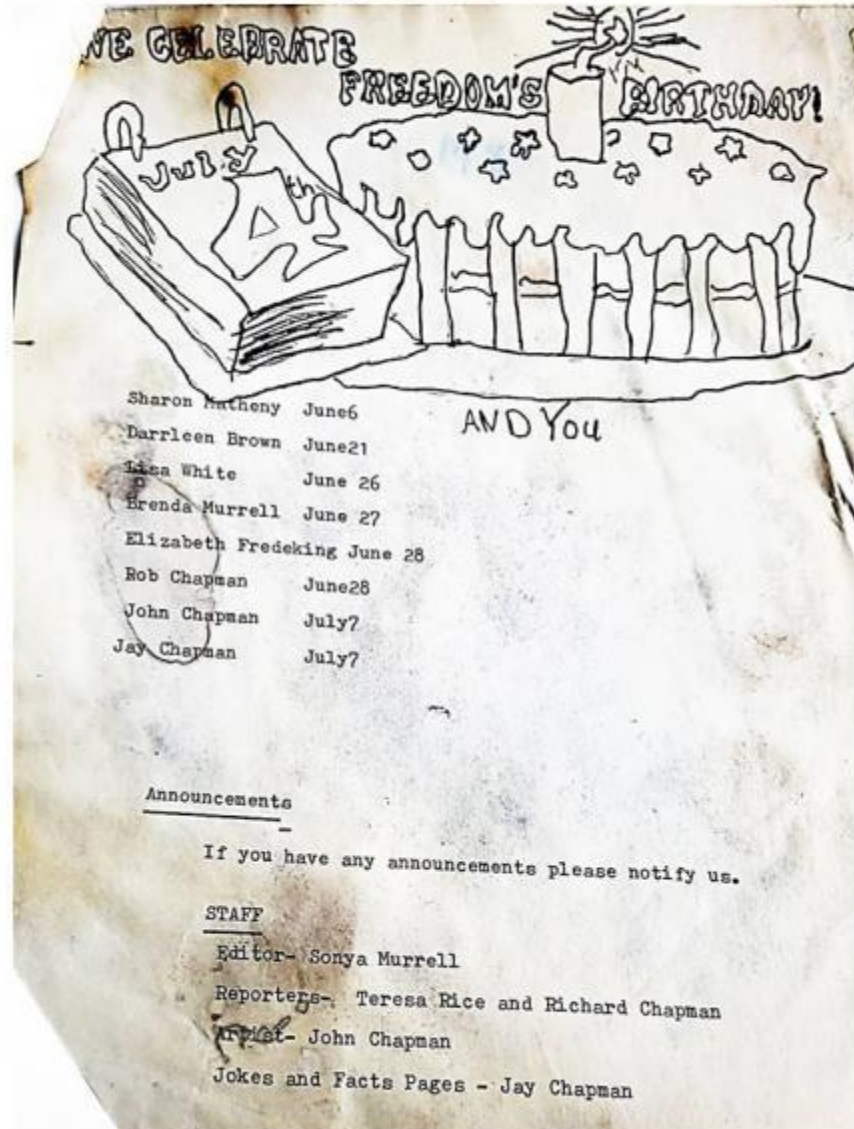 WE CELEBRATE
FREEDOM'S BIRTHDAY!
July
4th
AND YOU
Sharon Matheny June6
Darrleen Brown June21
Lisa White June 26
Brenda Murrell June 27
Elizabeth Fredeking June 28
Rob Chapman June28
John Chapman July7
Jay Chapman July7
Announcements
If you have any announcements please notify us.
STAFF
Editor- Sonya Murrell
Reporters-. Teresa Rice and Richard Chapman
Artist- John Chapman
Jokes and Facts Pages - Jay Chapman